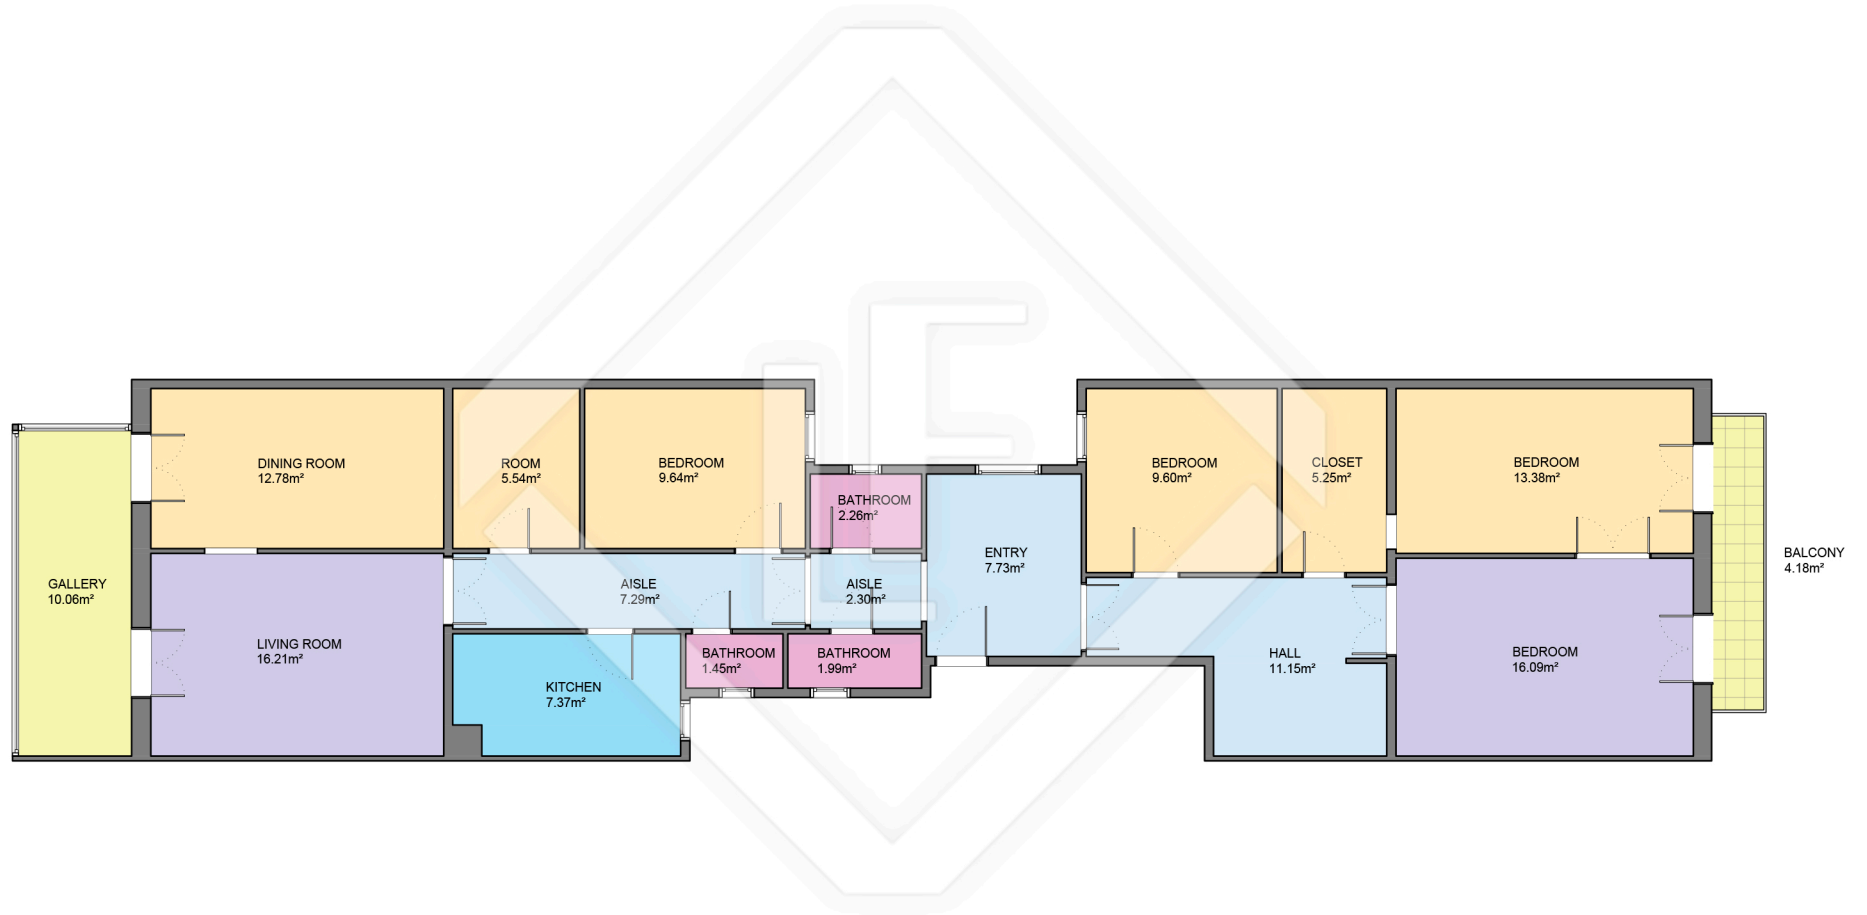 DINING ROOM
12.78m²
ROOM
5.54m²
BEDROOM
9.64m²
BATHROOM
2.26m²
ENTRY
7.73m²
BEDROOM
9.60m²
CLOSET
5.25m²
BEDROOM
13.38m²
BALCONY
4.18m²
GALLERY
10.06m²
LIVING ROOM
16.21m²
AISLE
7.29m²
AISLE
2.30m²
KITCHEN
7.37m²
BATHROOM
1.45m²
BATHROOM
1.99m²
HALL
11.15m²
BEDROOM
16.09m²
LF